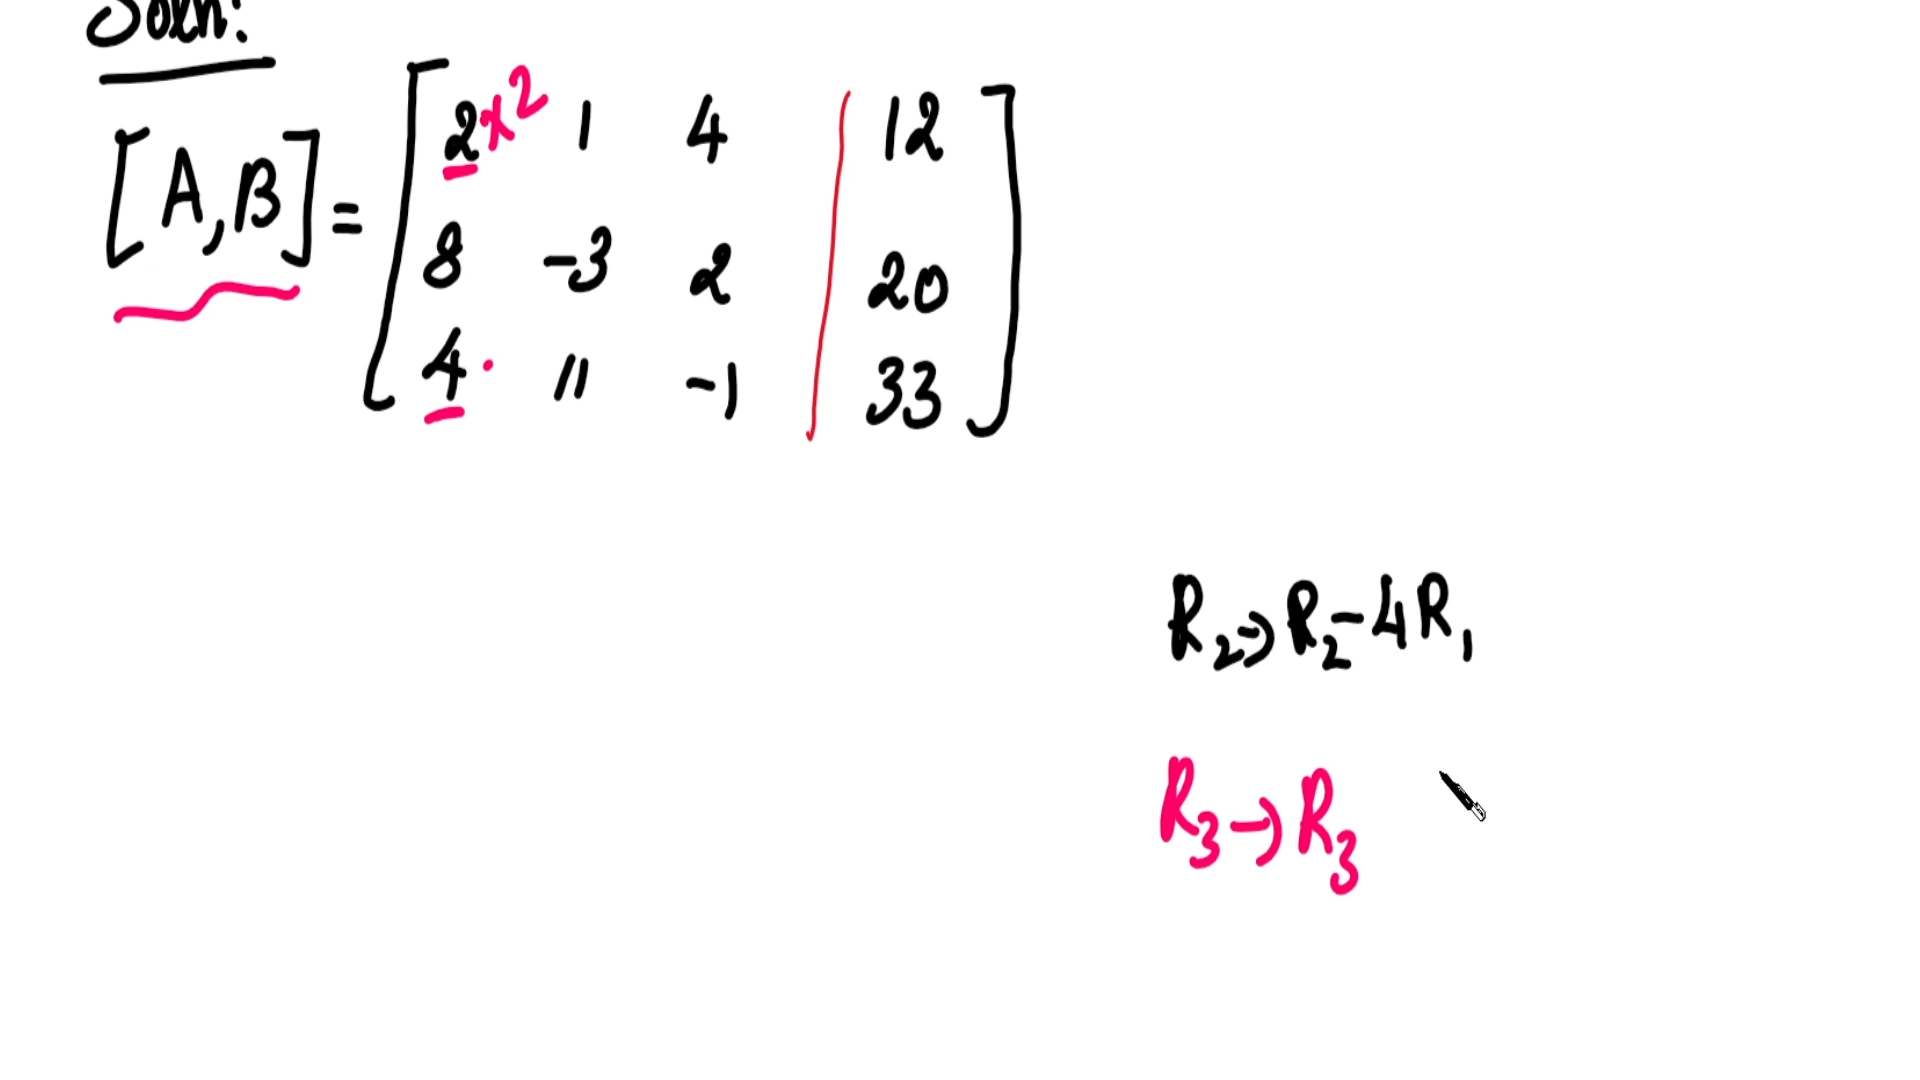 Soln:
[A,B] = [ 2×2 1 4 | 12 ]
8 -3 2 20
4 · 11 -1 33
R2→R2-4R1
R3→R3